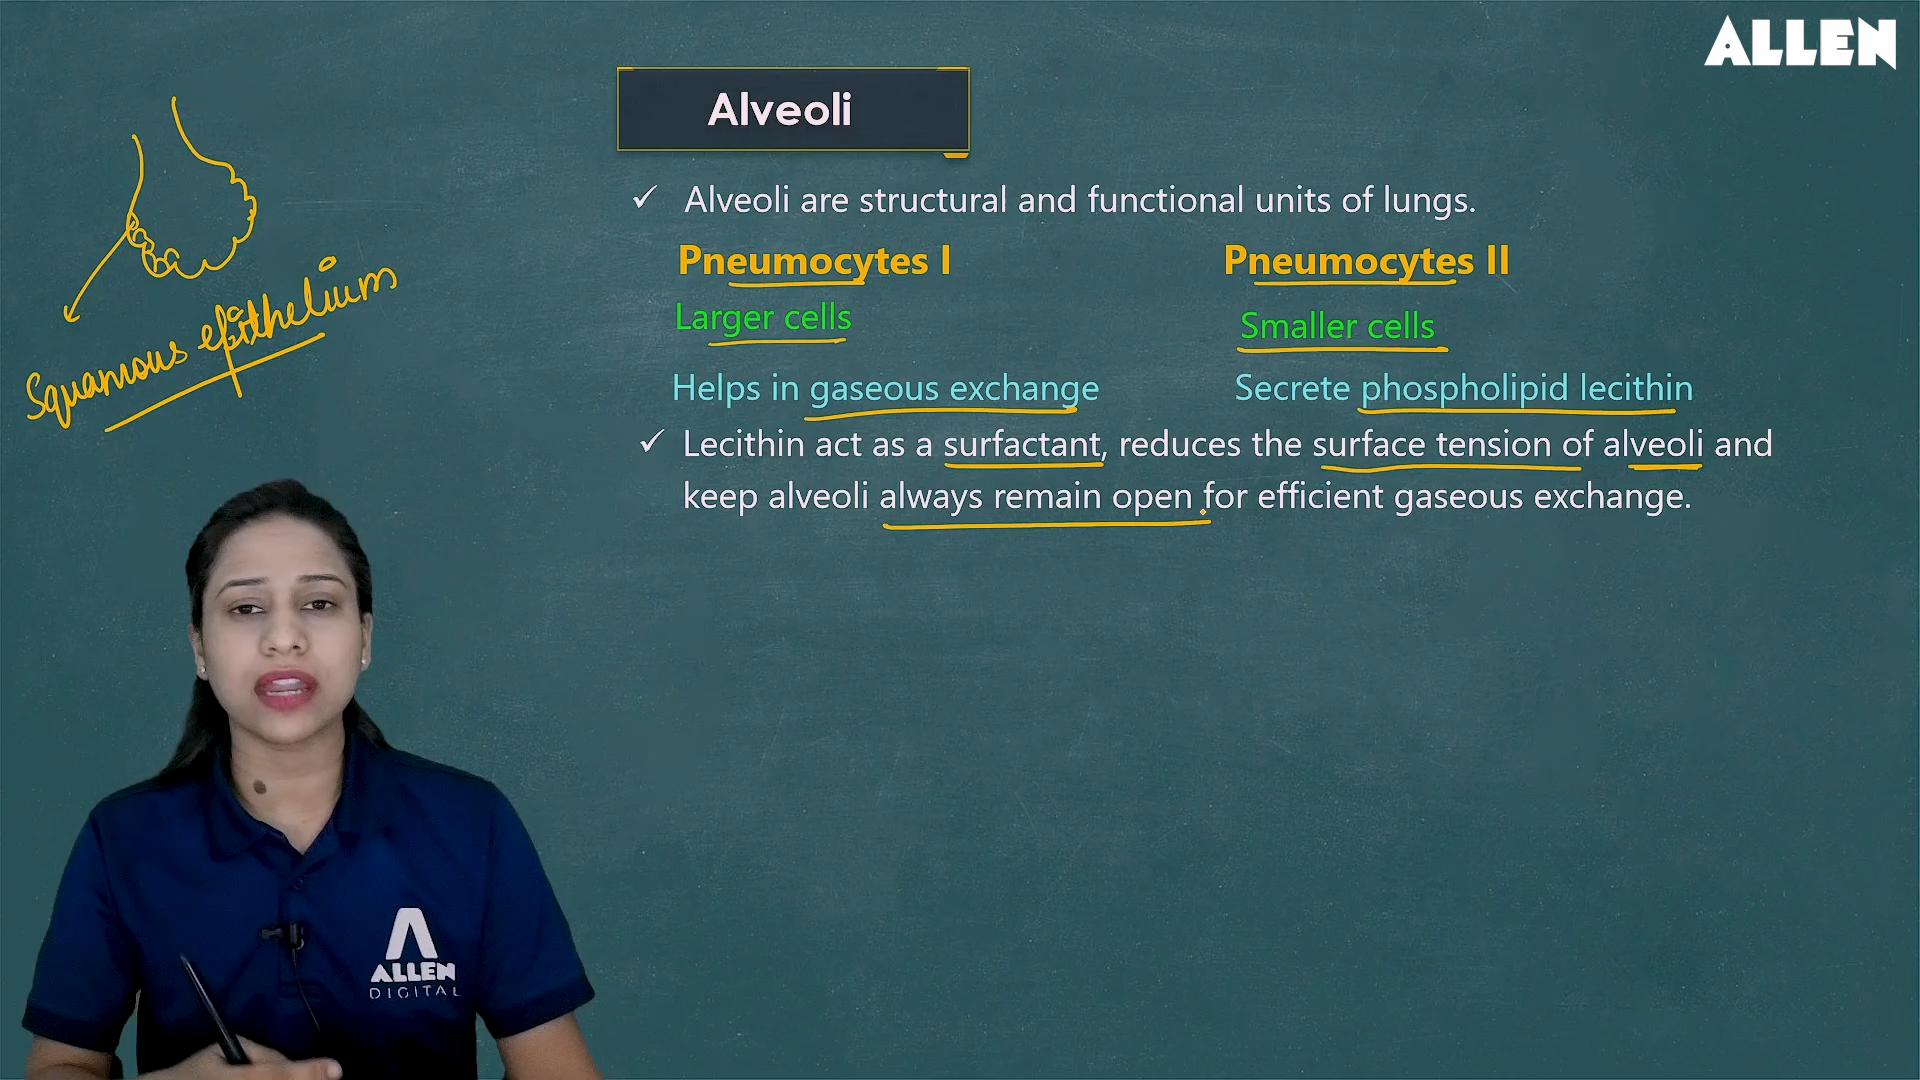 ALLEN
Alveoli
✓ Alveoli are structural and functional units of lungs.
Pneumocytes I
Pneumocytes II
Larger cells
Smaller cells
Helps in gaseous exchange
Secrete phospholipid lecithin
✓ Lecithin act as a surfactant, reduces the surface tension of alveoli and
keep alveoli always remain open for efficient gaseous exchange.
Squamous epithelium
ALLEN
DIGITAL